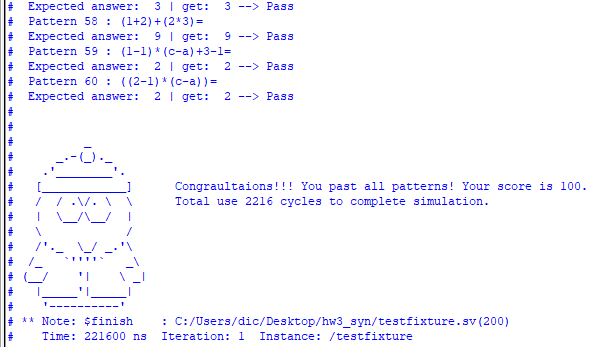 #  Expected answer:  3 | get:  3 --> Pass
#  Pattern 58 : (1+2)+(2*3)=
#  Expected answer:  9 | get:  9 --> Pass
#  Pattern 59 : (1-1)*(c-a)+3-1=
#  Expected answer:  2 | get:  2 --> Pass
#  Pattern 60 : ((2-1)*(c-a))=
#  Expected answer:  2 | get:  2 --> Pass
#
#
#          _
#      _.-(_)._
#    .'________'.
#   [____________]      Congraultaions!!! You past all patterns! Your score is 100.
#   /  / .\/. \  \      Total use 2216 cycles to complete simulation.
#   |  \__/\__/  |
#   \            /
#   /'._  \_/ _.'\
#  /_   `''''`   _\
# (__/    '|    \ _|
#   |_____'|_____|
#    '----------'
# ** Note: $finish    : C:/Users/dic/Desktop/hw3_syn/testfixture.sv(200)
#    Time: 221600 ns  Iteration: 1  Instance: /testfixture